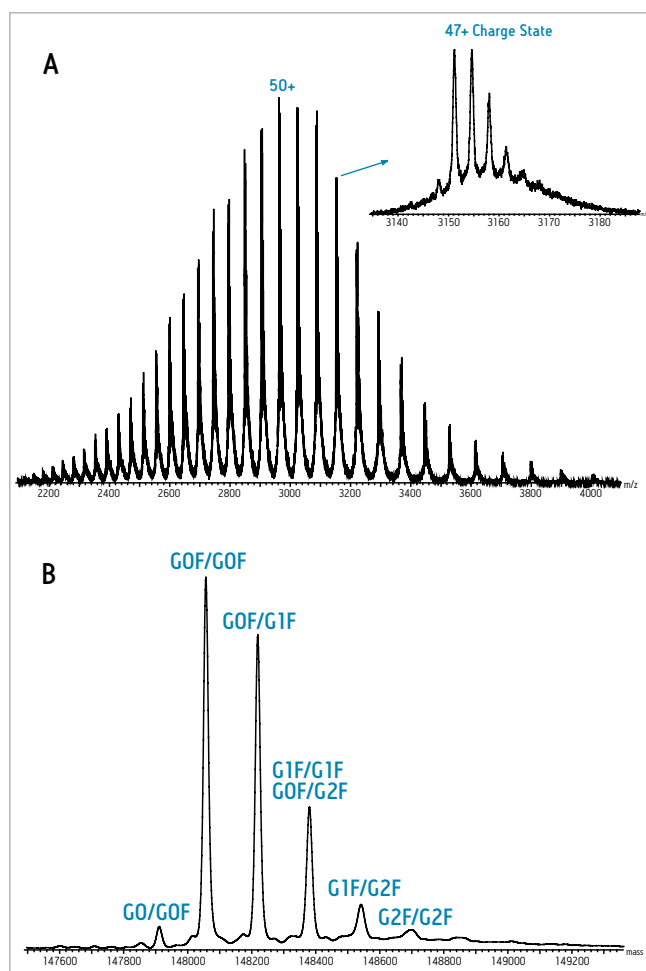 A
47+ Charge State
50+
3140 3150 3160 3170 3180
2200 2400 2600 2800 3000 3200 3400 3600 3800 4000 m/z
B
G0F/G0F
G0F/G1F
G1F/G1F
G0F/G2F
G1F/G2F
G2F/G2F
G0/G0F
147600 147800 148000 148200 148400 148600 148800 149000 149200 mass